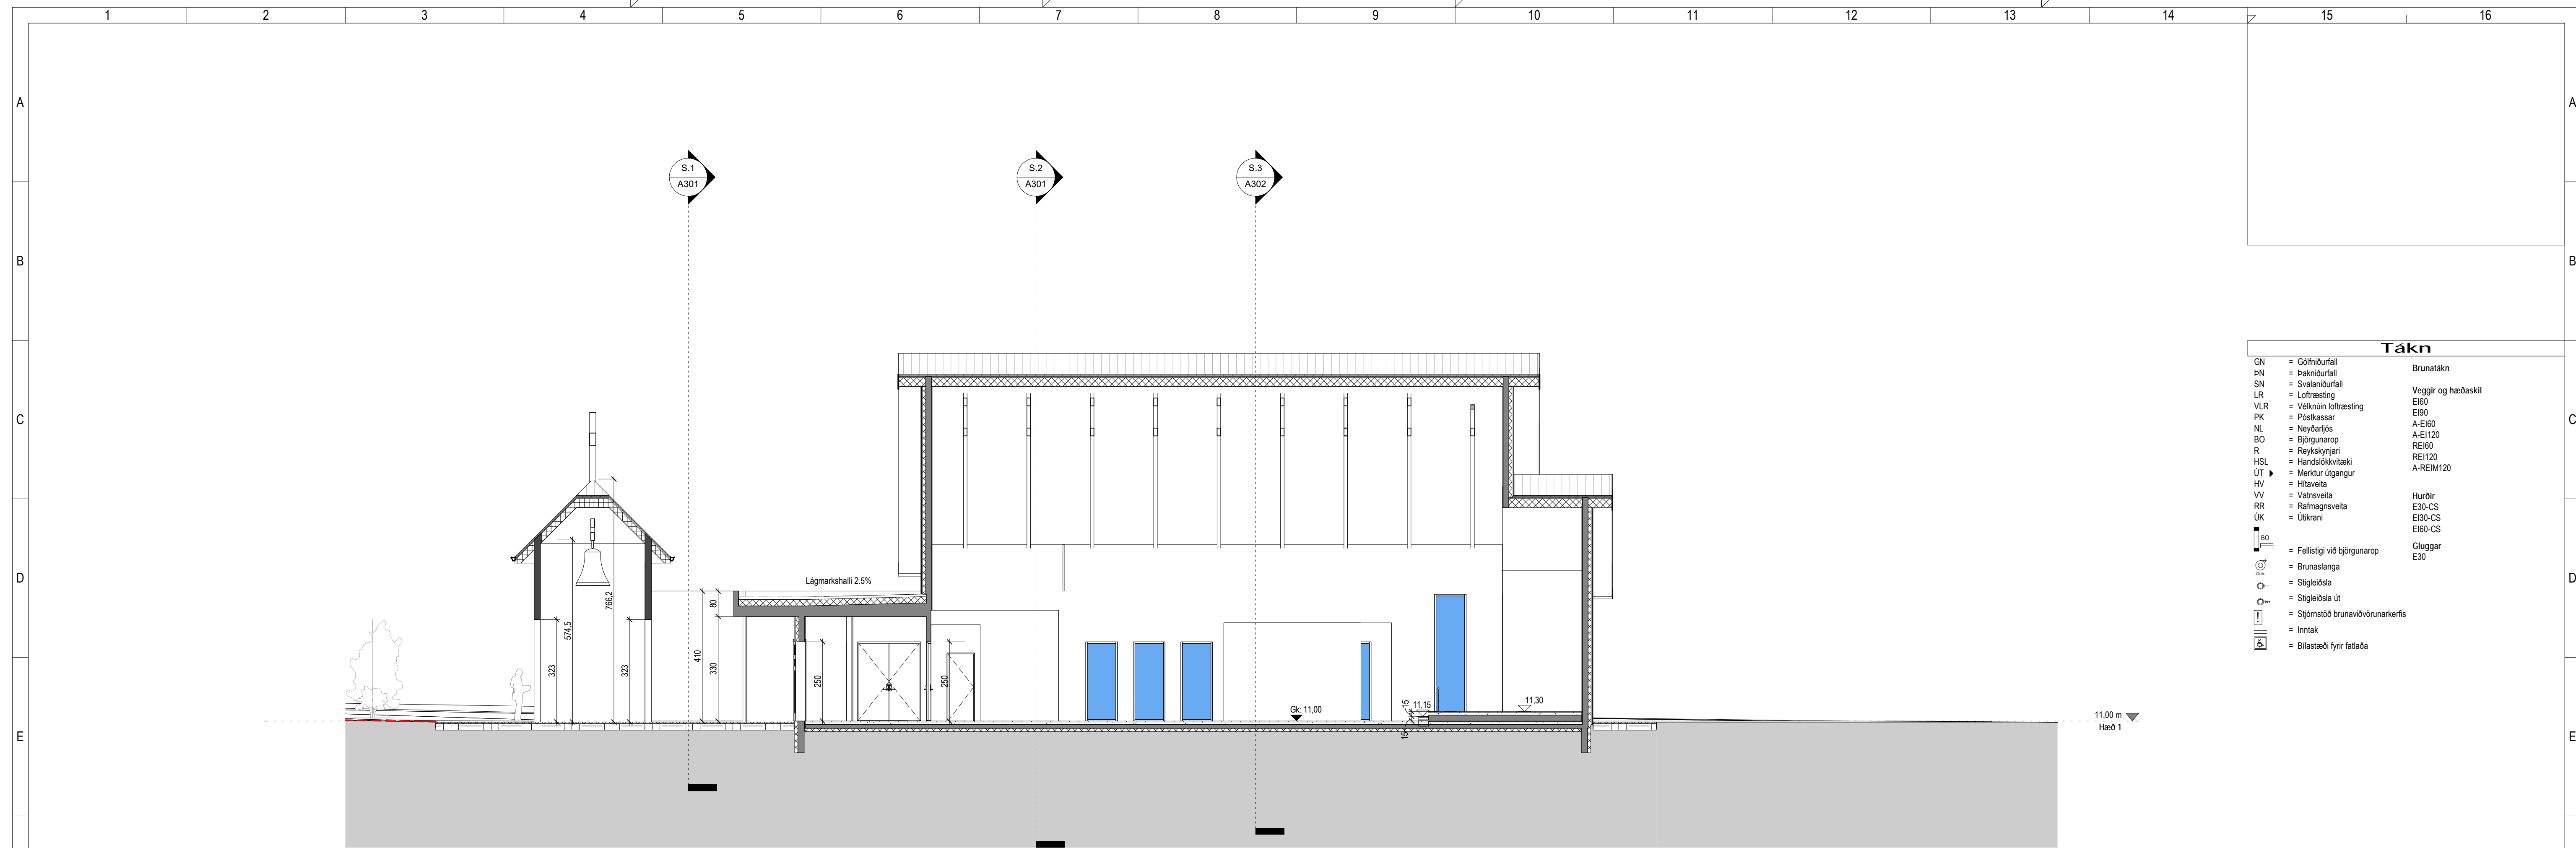 1 2 3 4 5 6 7 8 9 10 11 12 13 14 15 16
A A
B B
C C
D D
E E
S.1
A301
S.2
A301
S.3
A302
Lágmarkshalli 2.5%
323
574,5
766,2
323
410
80
330
250
250
Gk: 11,00
15
15
11,15
11,30
11,00 m
Hæð 1
Tákn
GN = Gólfniðurfall
ÞN = Þakniðurfall
SN = Svalaniðurfall
LR = Loftræsting
VLR = Vélknúin loftræsting
PK = Póstkassar
NL = Neyðarljós
BO = Björgunarop
R = Reykskynjari
HSL = Handslökkvitæki
ÚT = Merktur útgangur
HV = Hitaveita
VV = Vatnsveita
RR = Rafmagnsveita
ÚK = Útikrani
BO = Fellistigi við björgunarop
25 m. = Brunaslanga
= Stigleiðsla
= Stigleiðsla út
! = Stjórnstöð brunaviðvörunarkerfis
= Inntak
= Bílastæði fyrir fatlaða
Brunatákn
Veggir og hæðaskil
EI60
EI90
A-EI60
A-EI120
REI60
REI120
A-REIM120
Hurðir
E30-CS
EI30-CS
EI60-CS
Gluggar
E30